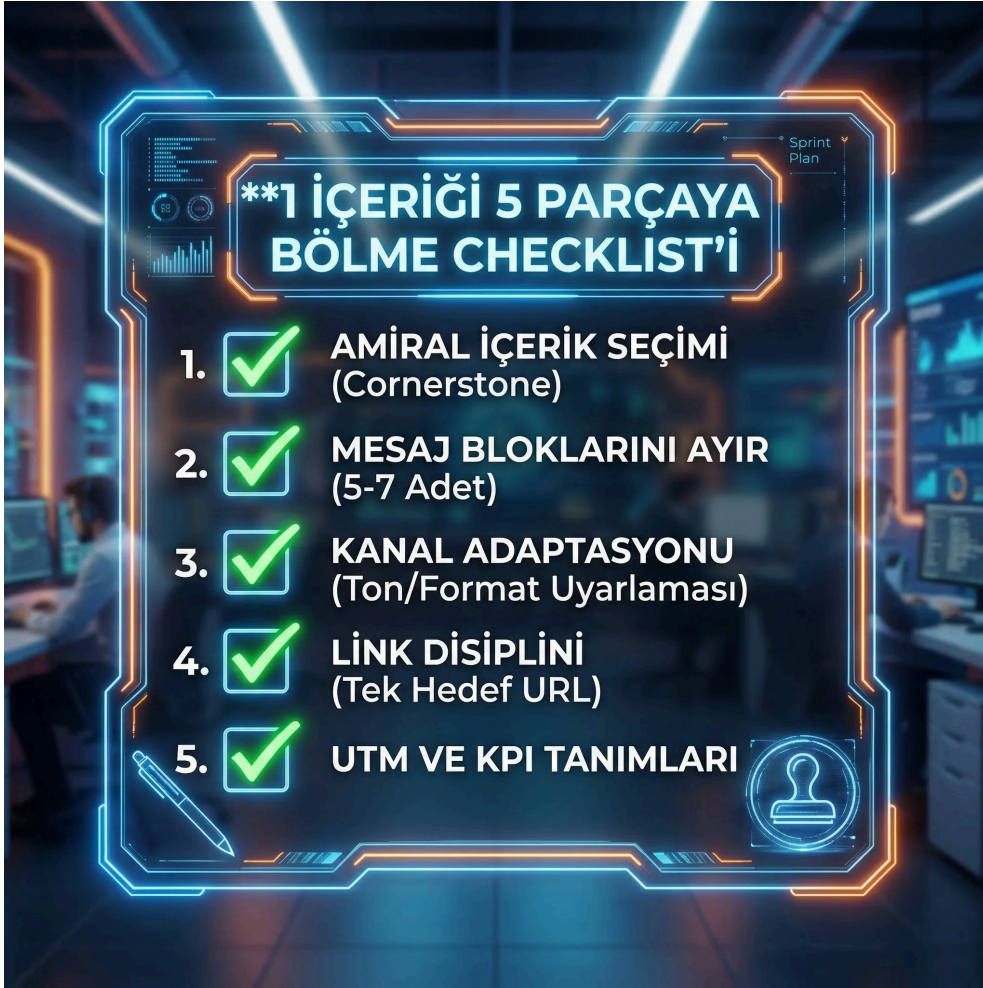 Sprint
Plan
**1 İÇERİĞİ 5 PARÇAYA
BÖLME CHECKLIST’İ
1. AMİRAL İÇERİK SEÇİMİ
(Cornerstone)
2. MESAJ BLOKLARINI AYIR
(5-7 Adet)
3. KANAL ADAPTASYONU
(Ton/Format Uyarlaması)
4. LİNK DİSİPLİNİ
(Tek Hedef URL)
5. UTM VE KPI TANIMLARI